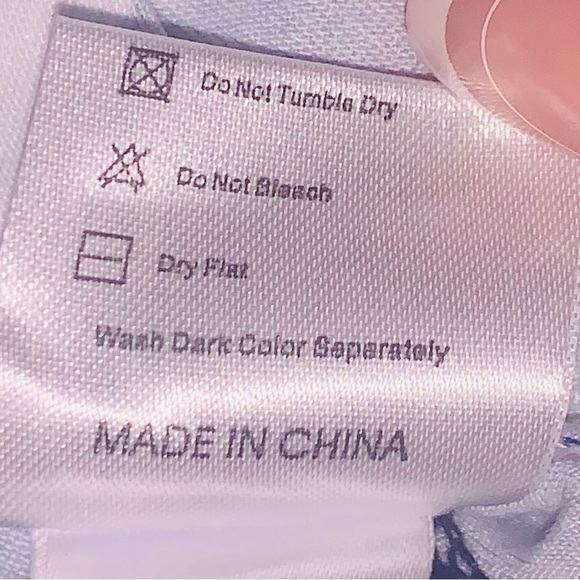 Do Not Tumble Dry
Do Not Bleach
Dry Flat
Wash Dark Color Separately
MADE IN CHINA